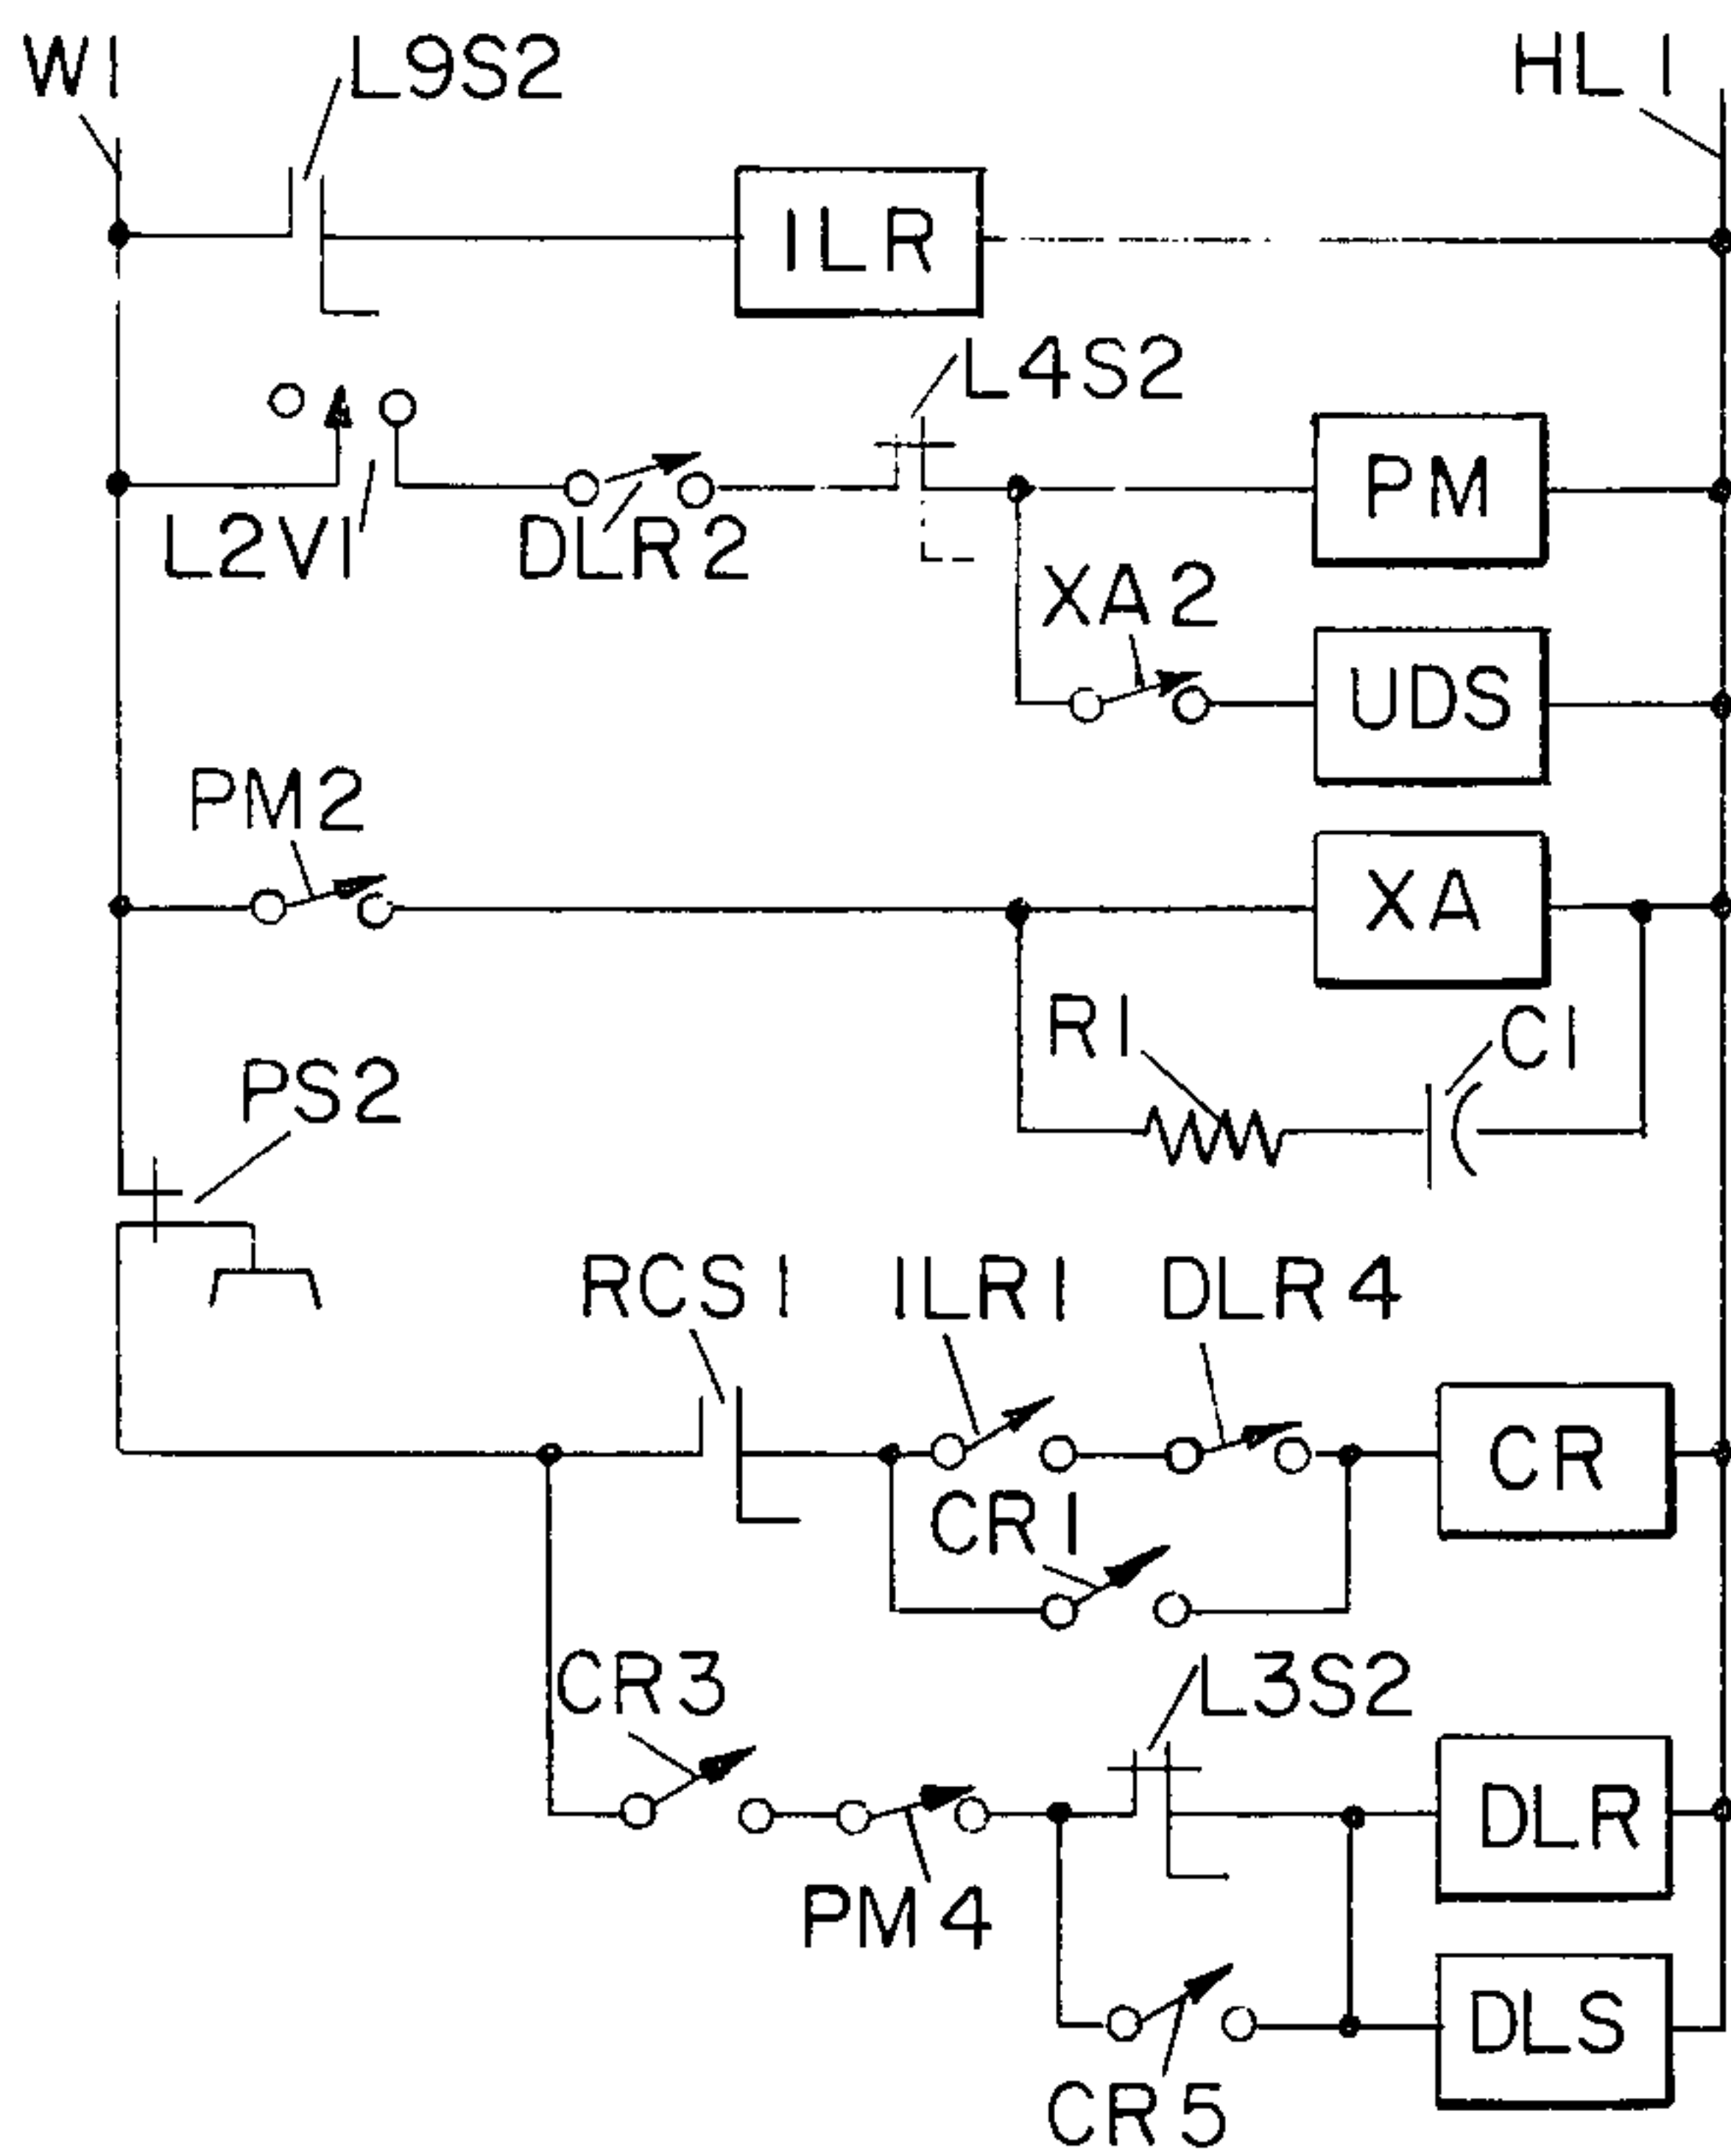 W1
L9S2
HL1
ILR
L4S2
L2V1
DLR2
PM
XA2
UDS
PM2
XA
R1
C1
PS2
RCS1
ILR1
DLR4
CR
CR1
CR3
L3S2
DLR
PM4
DLS
CR5